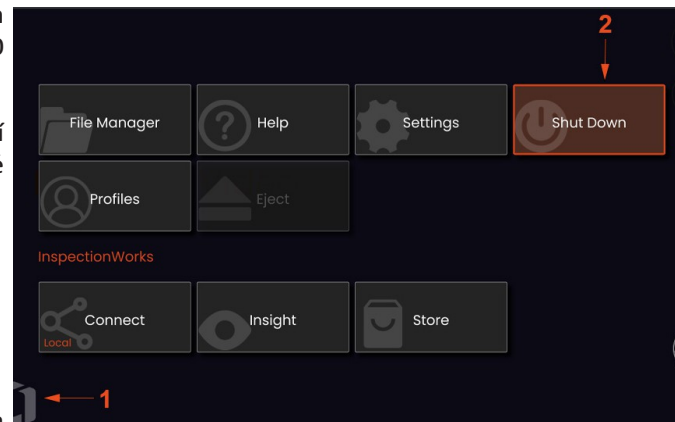 2
File Manager
Help
Settings
Shut Down
Profiles
Eject
InspectionWorks
Connect
Local
Insight
Store
1